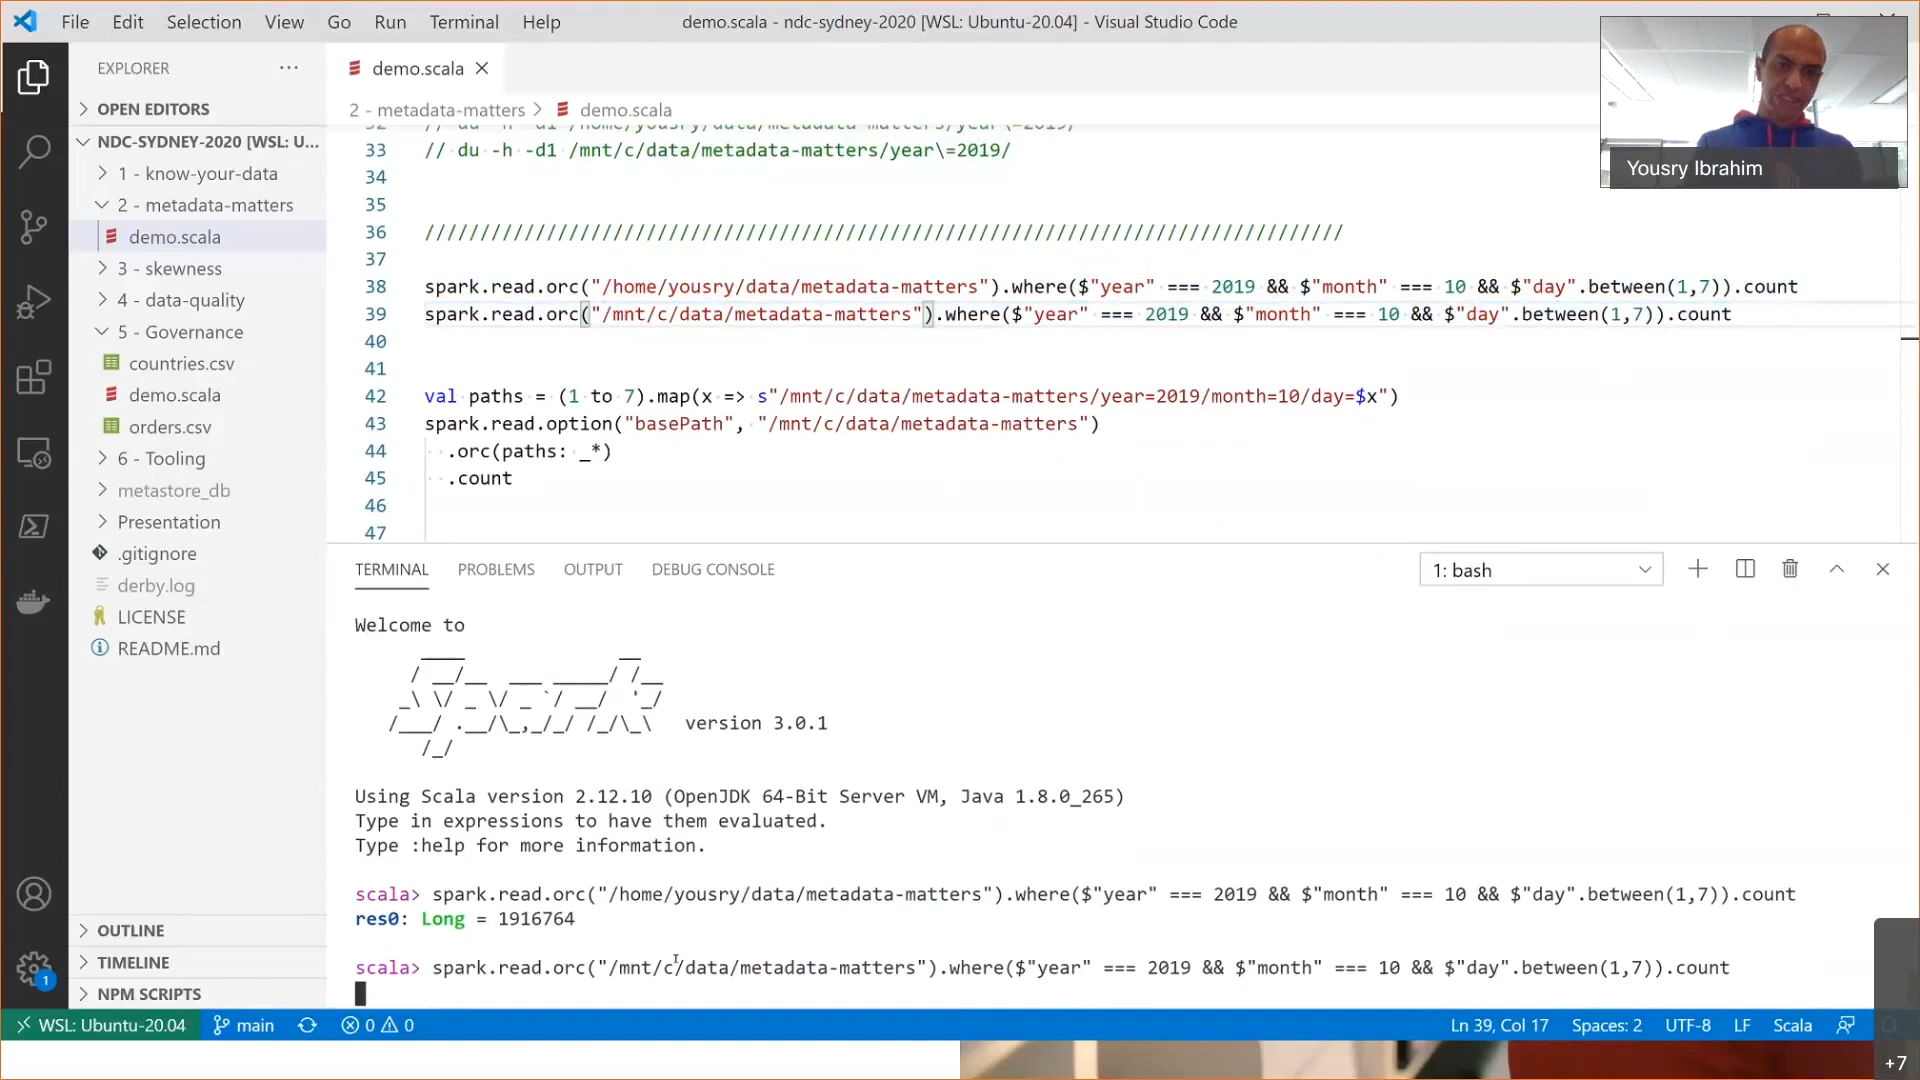 File Edit Selection View Go Run Terminal Help
demo.scala - ndc-sydney-2020 [WSL: Ubuntu-20.04] - Visual Studio Code
EXPLORER
OPEN EDITORS
NDC-SYDNEY-2020 [WSL: U...
1 - know-your-data
2 - metadata-matters
demo.scala
3 - skewness
4 - data-quality
5 - Governance
countries.csv
demo.scala
orders.csv
6 - Tooling
metastore_db
Presentation
.gitignore
derby.log
LICENSE
README.md
OUTLINE
TIMELINE
NPM SCRIPTS
demo.scala
2 - metadata-matters > demo.scala
32 // du -h -d1 /home/yousry/data/metadata-matters/year\=2019/
33 // du -h -d1 /mnt/c/data/metadata-matters/year\=2019/
34
35
36 ////////////////////////////////////////////////////////////////////////////////////
37
38 spark.read.orc("/home/yousry/data/metadata-matters").where($"year" === 2019 && $"month" === 10 && $"day".between(1,7)).count
39 spark.read.orc("/mnt/c/data/metadata-matters").where($"year" === 2019 && $"month" === 10 && $"day".between(1,7)).count
40
41
42 val paths = (1 to 7).map(x => s"/mnt/c/data/metadata-matters/year=2019/month=10/day=$x")
43 spark.read.option("basePath", "/mnt/c/data/metadata-matters")
44 .orc(paths: _*)
45 .count
46
47
Yousry Ibrahim
TERMINAL PROBLEMS OUTPUT DEBUG CONSOLE
1: bash
Welcome to
version 3.0.1
Using Scala version 2.12.10 (OpenJDK 64-Bit Server VM, Java 1.8.0_265)
Type in expressions to have them evaluated.
Type :help for more information.
scala> spark.read.orc("/home/yousry/data/metadata-matters").where($"year" === 2019 && $"month" === 10 && $"day".between(1,7)).count
res0: Long = 1916764
scala> spark.read.orc("/mnt/c/data/metadata-matters").where($"year" === 2019 && $"month" === 10 && $"day".between(1,7)).count
1
WSL: Ubuntu-20.04 main 0 0
Ln 39, Col 17 Spaces: 2 UTF-8 LF Scala
+7